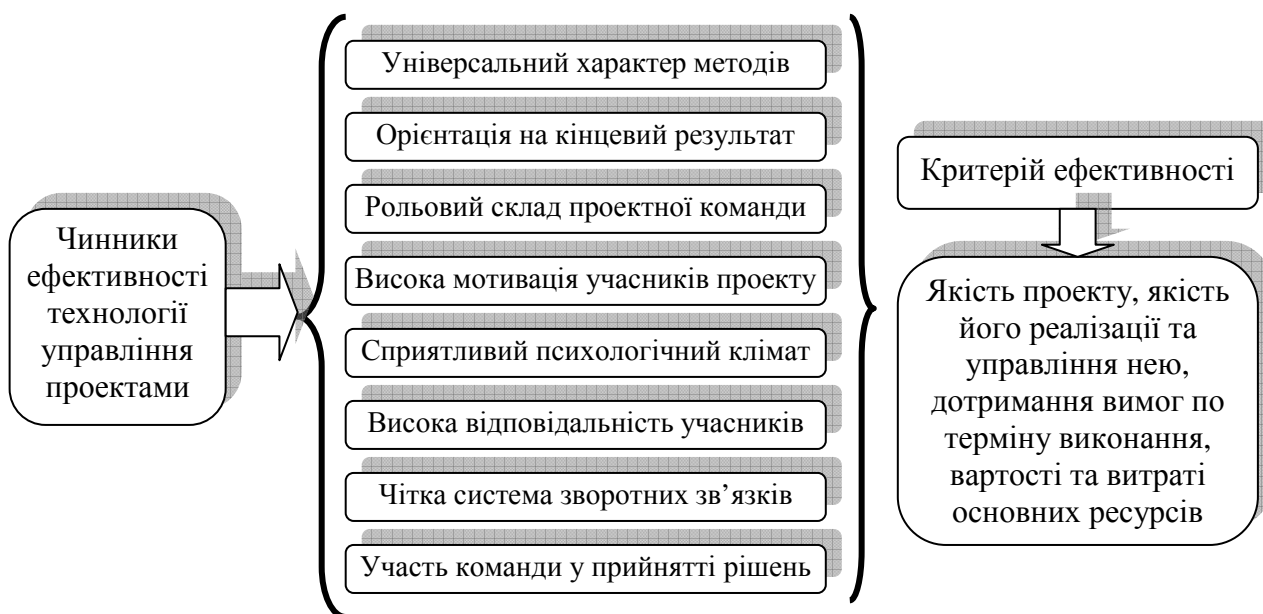 Чинники
ефективності
технології
управління
проектами
Універсальний характер методів
Орієнтація на кінцевий результат
Рольовий склад проектної команди
Висока мотивація учасників проекту
Сприятливий психологічний клімат
Висока відповідальність учасників
Чітка система зворотних зв’язків
Участь команди у прийнятті рішень
Критерій ефективності
Якість проекту, якість
його реалізації та
управління нею,
дотримання вимог по
терміну виконання,
вартості та витраті
основних ресурсів